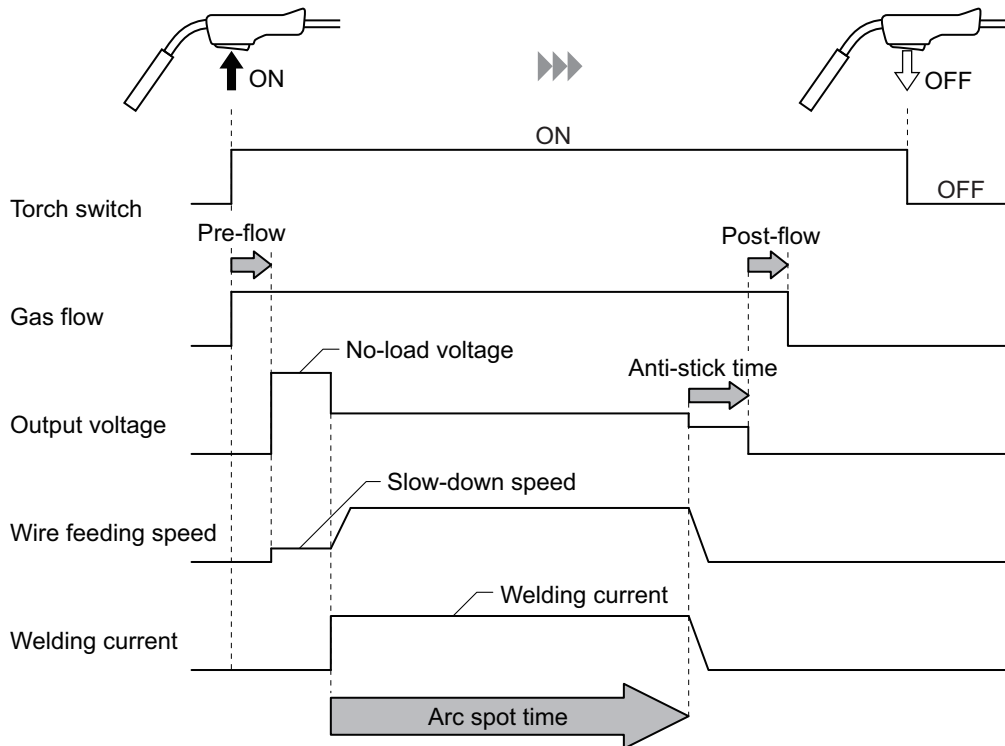 ON
OFF
ON
OFF
Torch switch
Pre-flow
Post-flow
Gas flow
No-load voltage
Anti-stick time
Output voltage
Slow-down speed
Wire feeding speed
Welding current
Welding current
Arc spot time